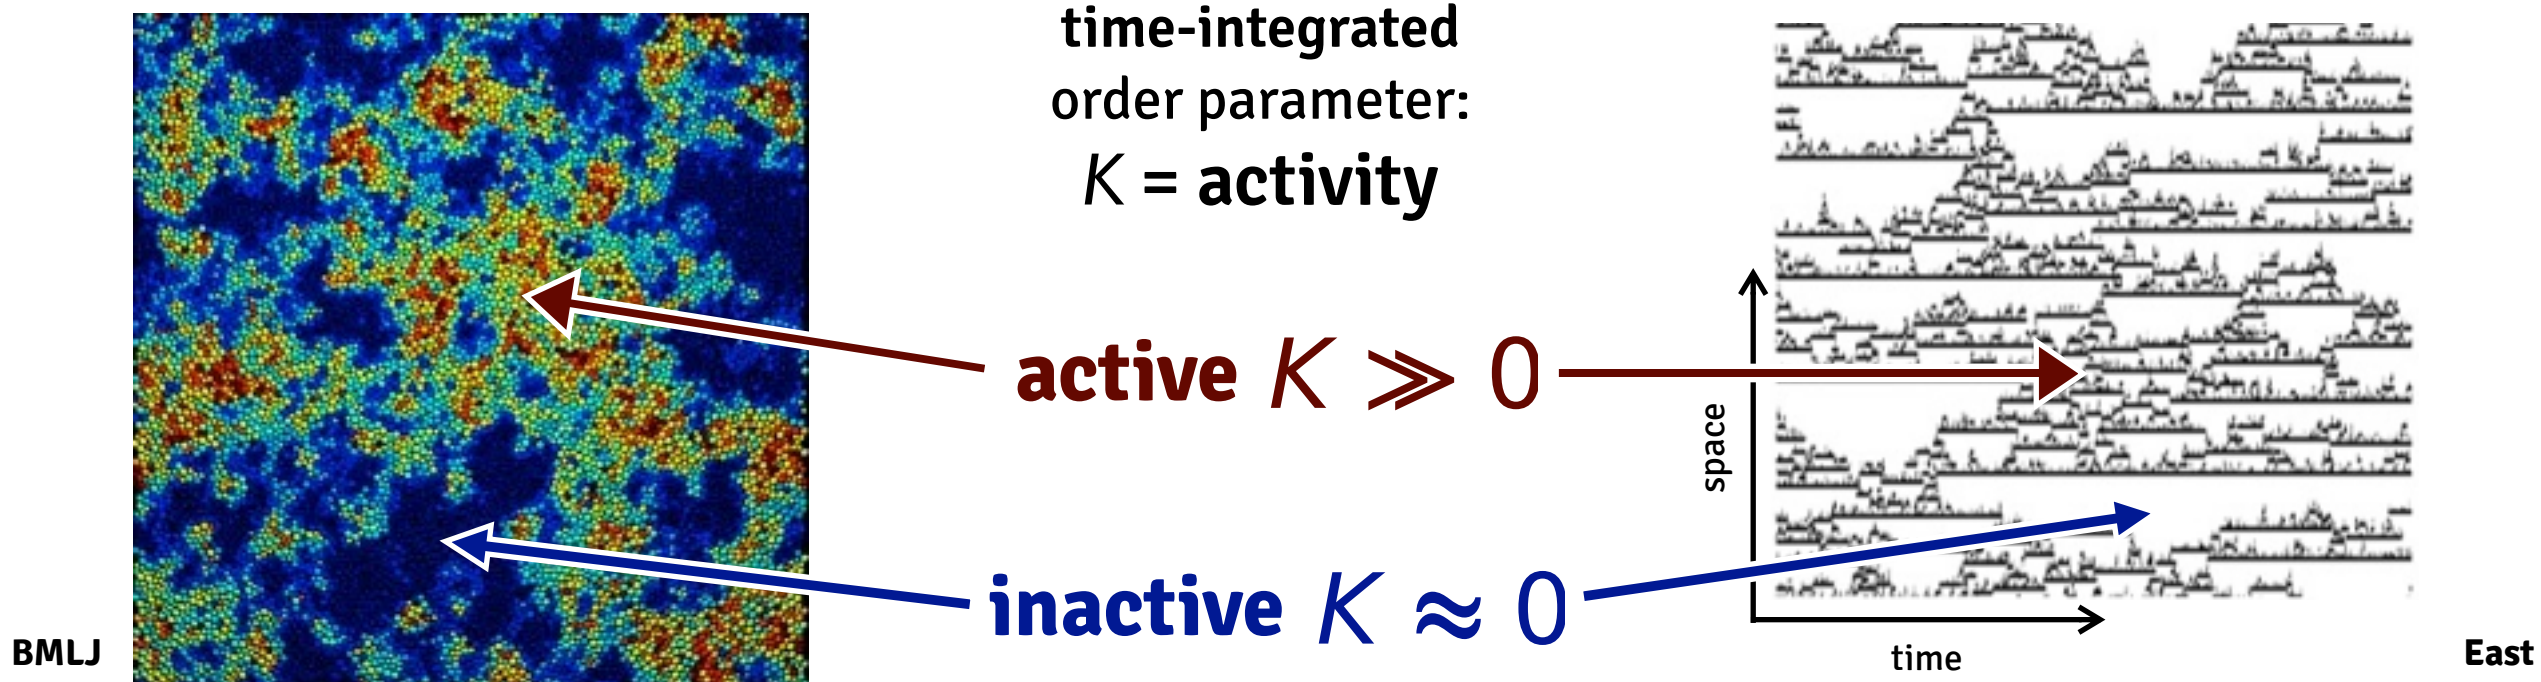 time-integrated
order parameter:
K = activity
active K ≫ 0
inactive K ≈ 0
BMLJ
space
time
East